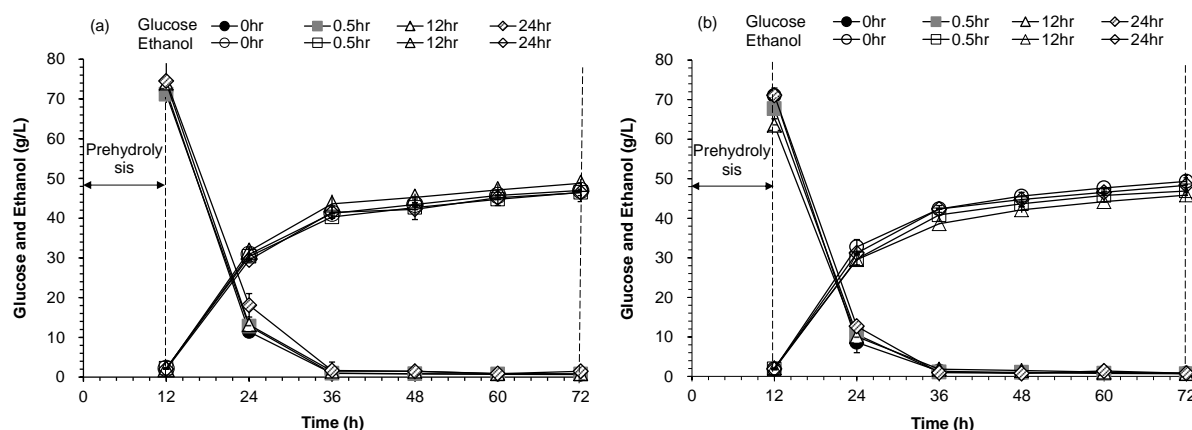 (a) Glucose 0hr 0.5hr 12hr 24hr
Ethanol 0hr 0.5hr 12hr 24hr
80
70
60
50
40
30
20
10
0
Glucose and Ethanol (g/L)
Prehydroly
sis
0 12 24 36 48 60 72
Time (h)
(b) Glucose 0hr 0.5hr 12hr 24hr
Ethanol 0hr 0.5hr 12hr 24hr
80
70
60
50
40
30
20
10
0
Glucose and Ethanol (g/L)
Prehydroly
sis
0 12 24 36 48 60 72
Time (h)